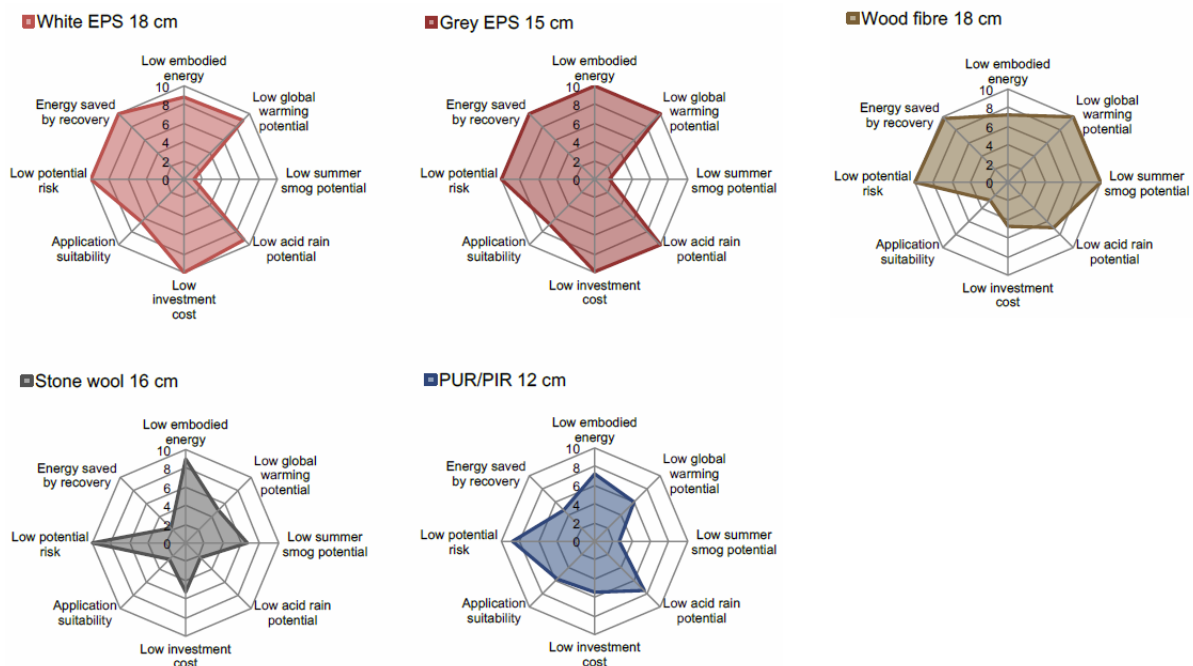 White EPS 18 cm
Low embodied
energy
Low global
warming
potential
Low summer
smog potential
Low acid rain
potential
Low
investment
cost
Application
suitability
Low potential
risk
Energy saved
by recovery
10
8
6
4
2
0
Grey EPS 15 cm
Low embodied
energy
Low global
warming
potential
Low summer
smog potential
Low acid rain
potential
Low investment
cost
Application
suitability
Low potential
risk
Energy saved
by recovery
10
8
6
4
2
0
Wood fibre 18 cm
Low embodied
energy
Low global
warming
potential
Low summer
smog potential
Low acid rain
potential
Low investment
cost
Application
suitability
Low potential
risk
Energy saved
by recovery
10
8
6
4
2
0
Stone wool 16 cm
Low embodied
energy
Low global
warming
potential
Low summer
smog potential
Low acid rain
potential
Low investment
cost
Application
suitability
Low potential
risk
Energy saved
by recovery
10
8
6
4
2
0
PUR/PIR 12 cm
Low embodied
energy
Low global
warming
potential
Low summer
smog potential
Low acid rain
potential
Low investment
cost
Application
suitability
Low potential
risk
Energy saved
by recovery
10
8
6
4
2
0